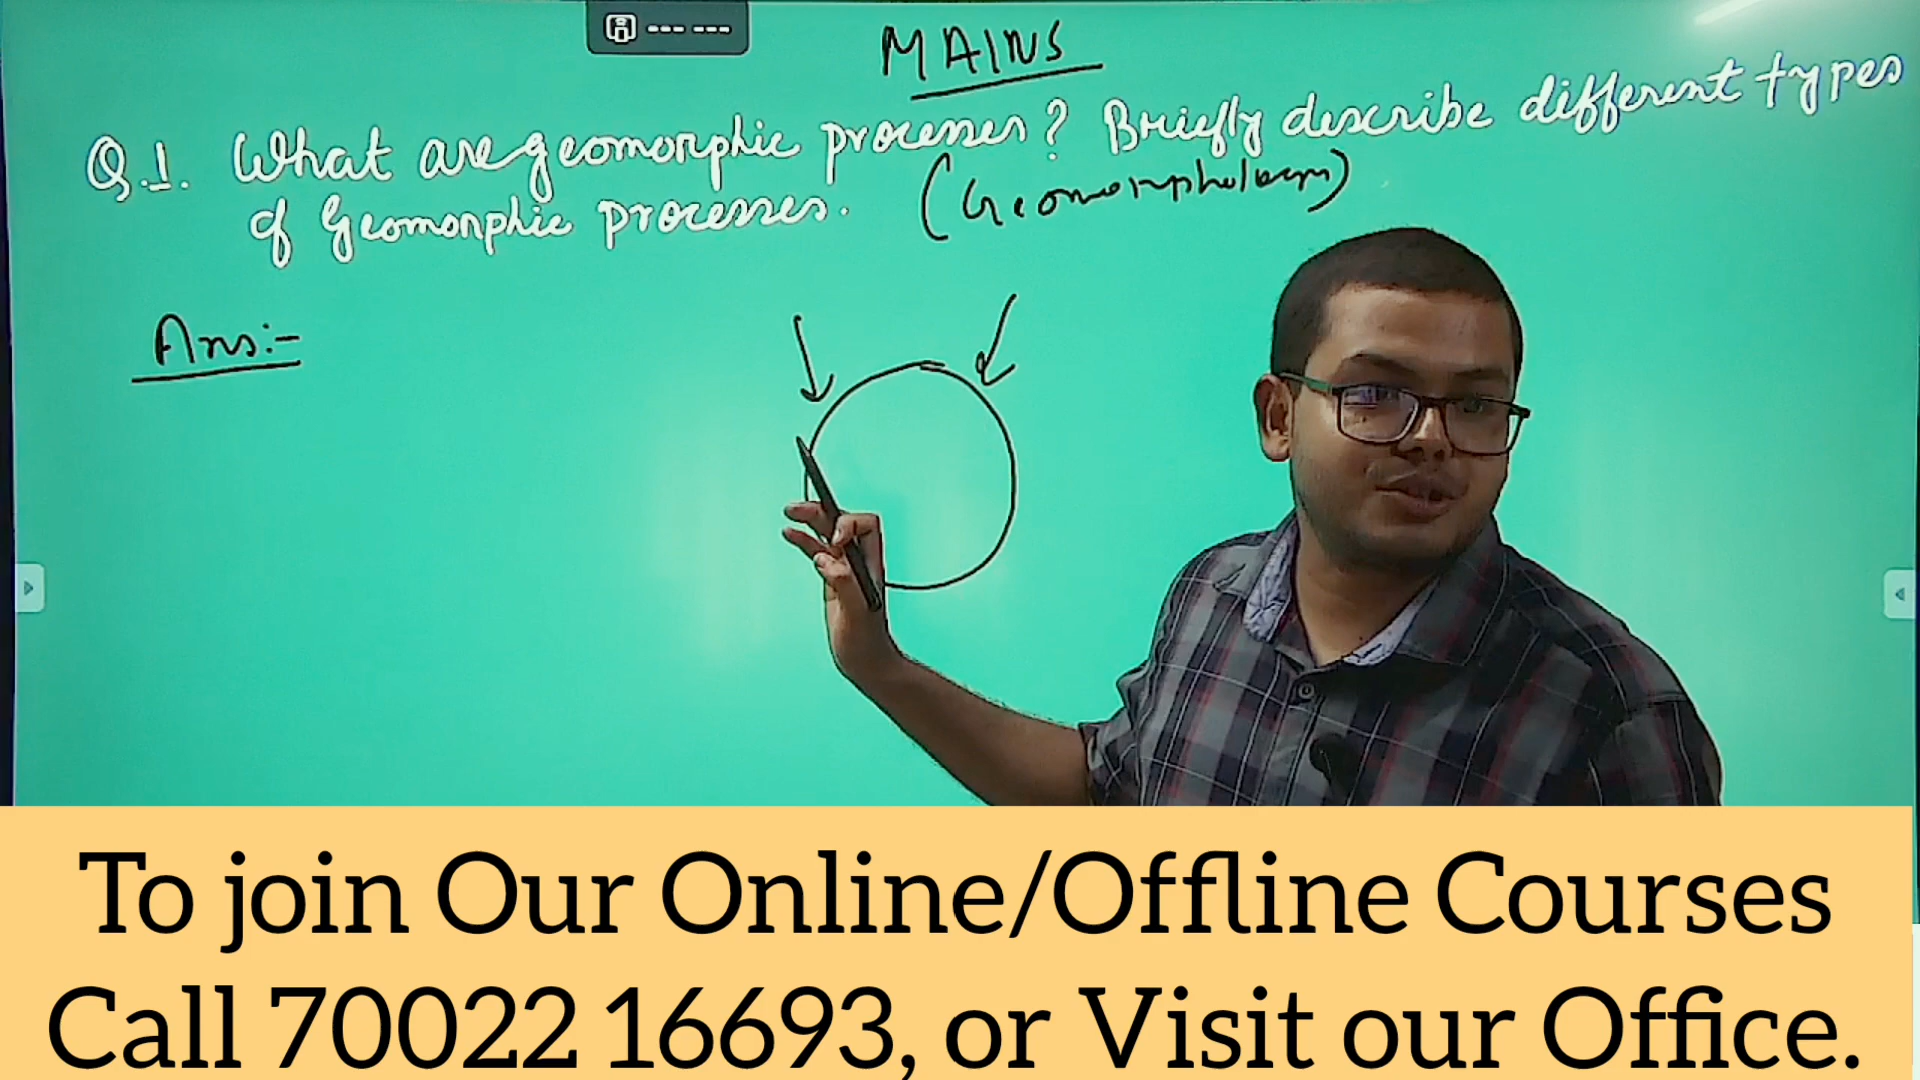 MAINS
Q.1. What are geomorphic processes? Briefly describe different types
of Geomorphic processes. (Geomorphology)
Ans:-
To join Our Online/Offline Courses
Call 70022 16693, or Visit our Office.